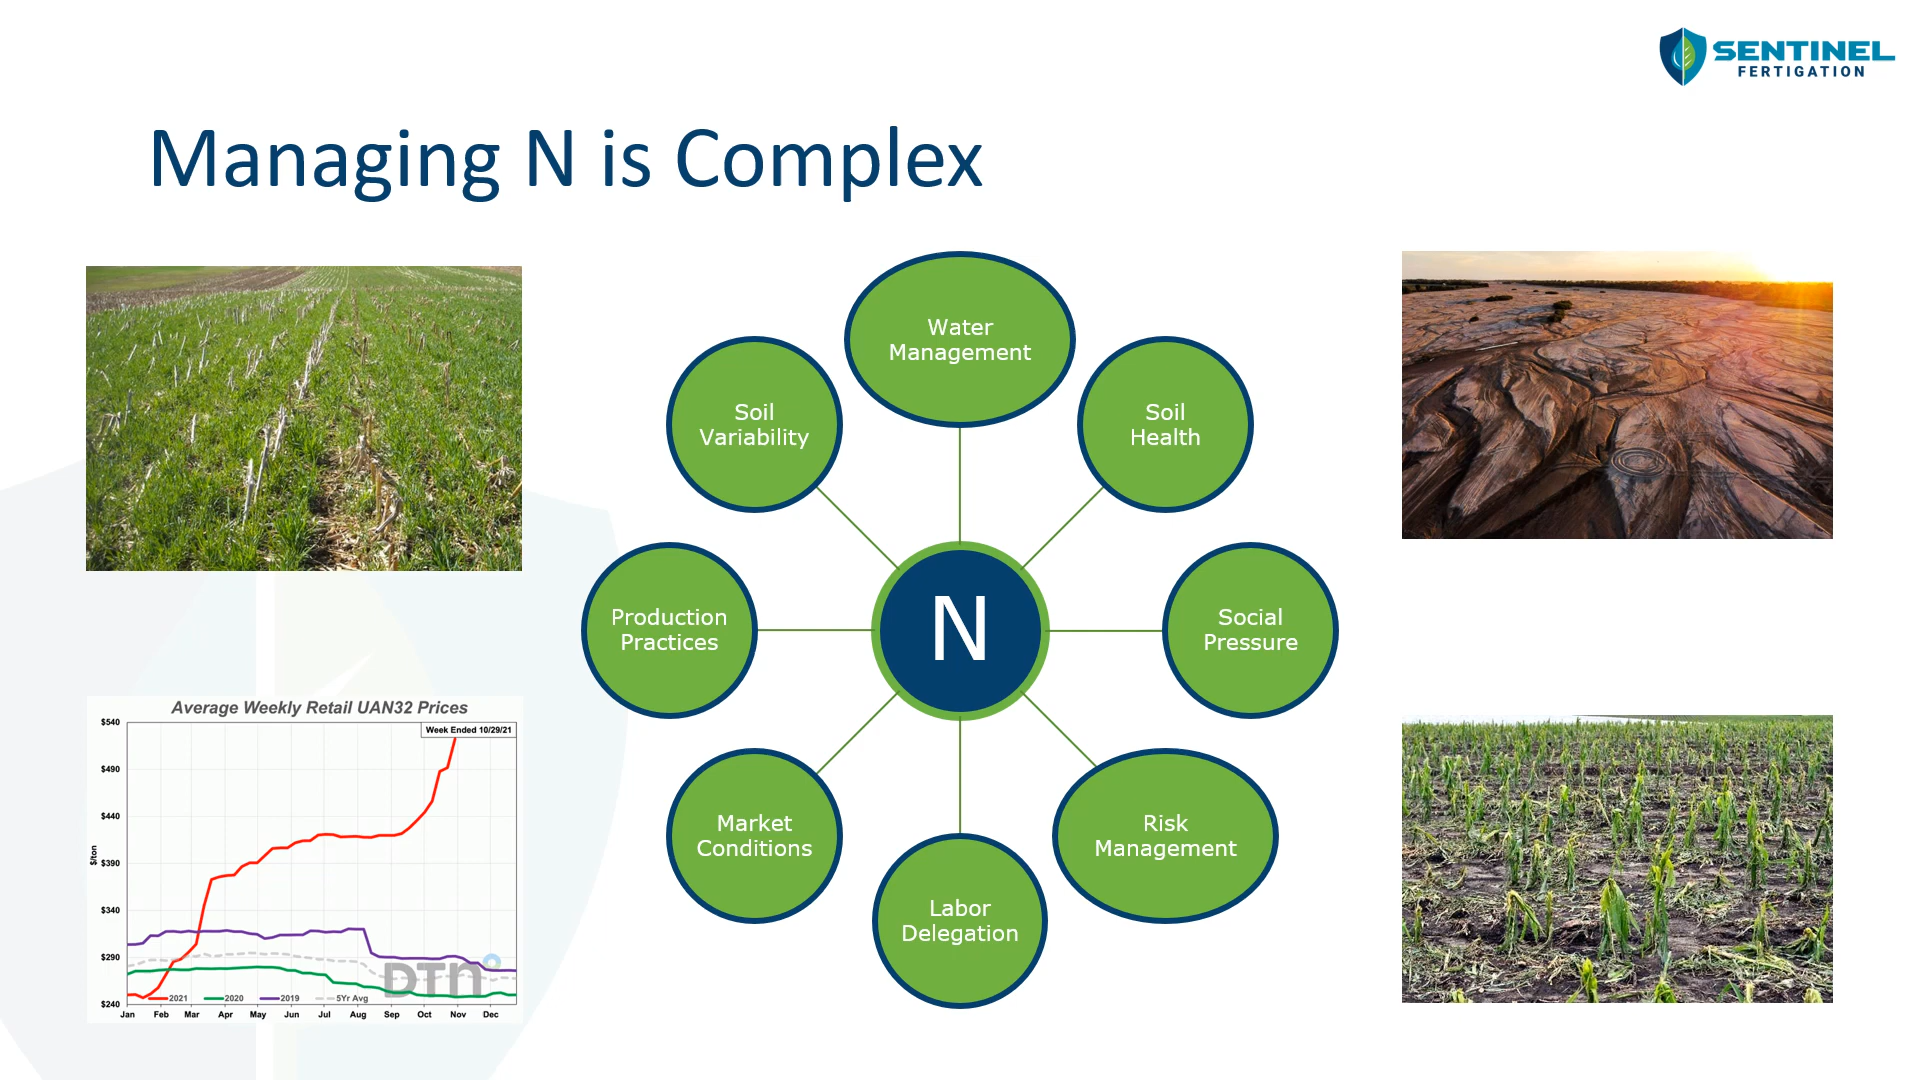 SENTINEL
FERTIGATION
Managing N is Complex
Water
Management
Soil
Variability
Soil
Health
Production
Practices
N
Social
Pressure
Market
Conditions
Risk
Management
Labor
Delegation
Average Weekly Retail UAN32 Prices
Week Ended 10/29/21
$540
$490
$440
$390
$340
$290
$240
$/ton
DTN
2021 2020 2019 5Yr Avg
Jan Feb Mar Apr May Jun Jul Aug Sep Oct Nov Dec